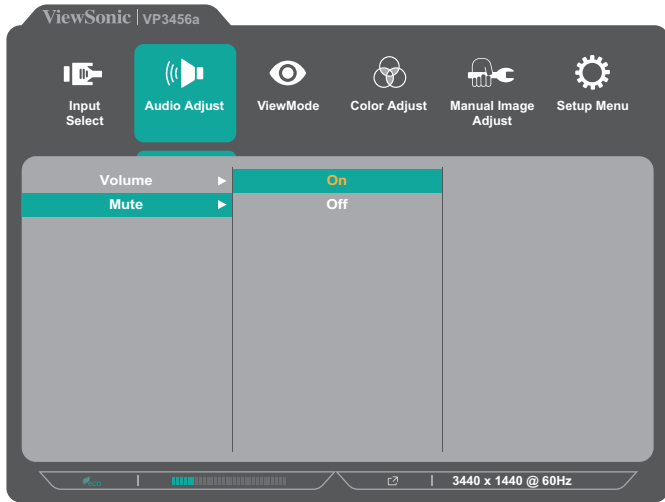 ViewSonic | VP3456a
Input Select
Audio Adjust
ViewMode
Color Adjust
Manual Image Adjust
Setup Menu
Volume
On
Mute
Off
eco
3440 x 1440 @ 60Hz